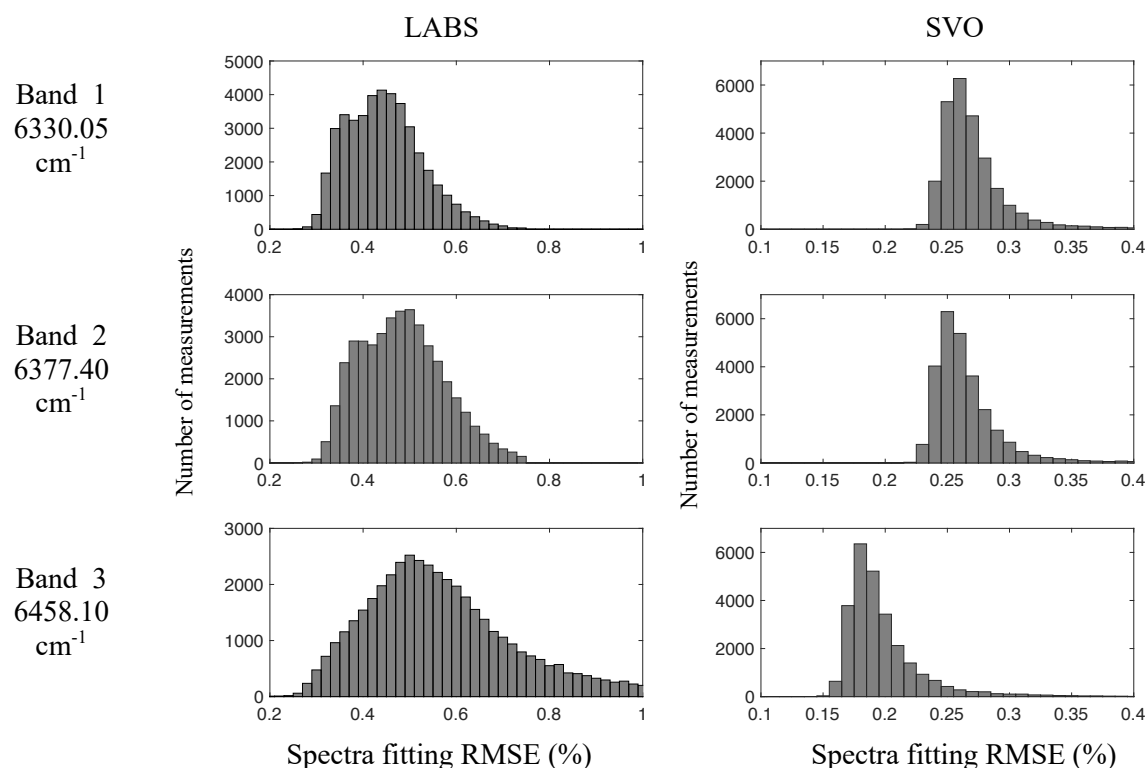 LABS
SVO
Band 1
6330.05
cm-1
5000
4000
3000
2000
1000
0
0.2 0.4 0.6 0.8 1
6000
4000
2000
0
0.1 0.15 0.2 0.25 0.3 0.35 0.4
Band 2
6377.40
cm-1
Number of measurements
4000
3000
2000
1000
0
0.2 0.4 0.6 0.8 1
Number of measurements
6000
4000
2000
0
0.1 0.15 0.2 0.25 0.3 0.35 0.4
Band 3
6458.10
cm-1
3000
2000
1000
0
0.2 0.4 0.6 0.8 1
6000
4000
2000
0
0.1 0.15 0.2 0.25 0.3 0.35 0.4
Spectra fitting RMSE (%)
Spectra fitting RMSE (%)